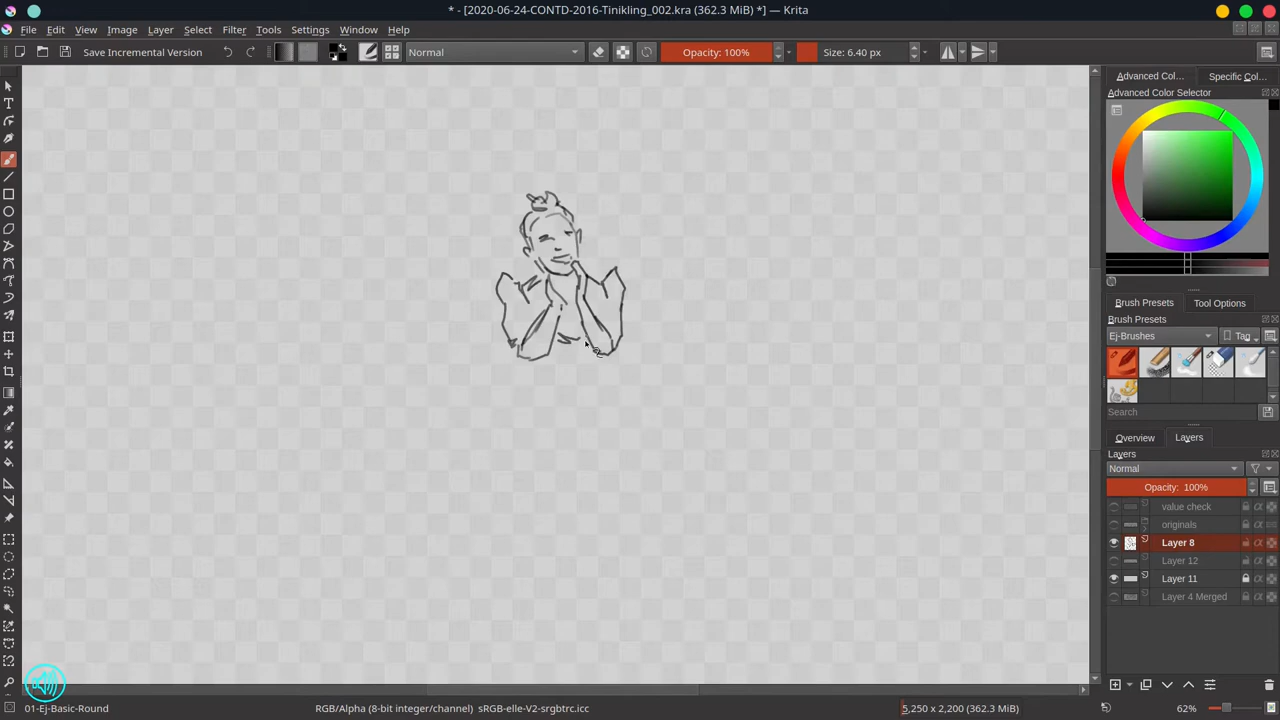 * - [2020-06-24-CONTD-2016-Tinikling_002.kra (362.3 MiB) *] — Krita
File Edit View Image Layer Select Filter Tools Settings Window Help
Save Incremental Version Normal Opacity: 100% Size: 6.40 px
Advanced Col... Specific Col...
Advanced Color Selector
Brush Presets Tool Options
Brush Presets
Ej-Brushes Tag
Search
Overview Layers
Layers
Normal
Opacity: 100%
value check
originals
Layer 8
Layer 12
Layer 11
Layer 4 Merged
01-Ej-Basic-Round RGB/Alpha (8-bit integer/channel) sRGB-elle-V2-srgbtrc.icc 5,250 x 2,200 (362.3 MiB) 62%